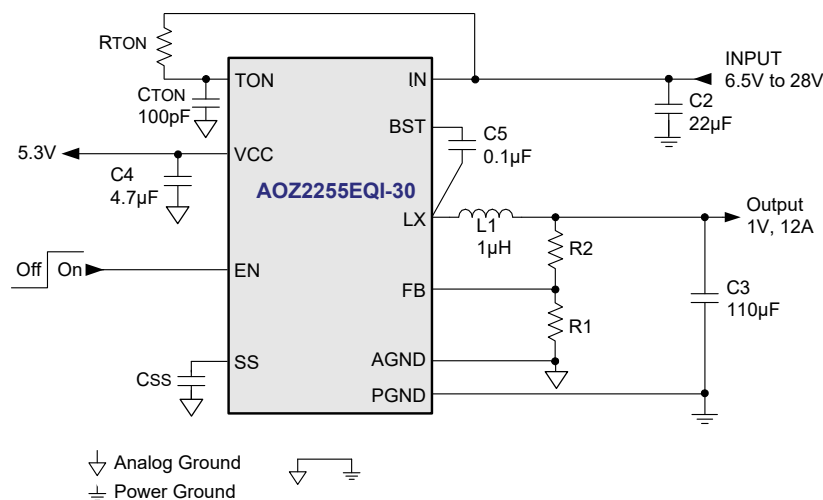 RTON
TON
CTON
100pF
IN
INPUT
6.5V to 28V
C2
22µF
BST
C5
0.1µF
5.3V
VCC
C4
4.7µF
AOZ2255EQI-30
LX
L1
1µH
Output
1V, 12A
R2
Off
On
EN
FB
C3
110µF
R1
SS
CSS
AGND
PGND
Analog Ground
Power Ground